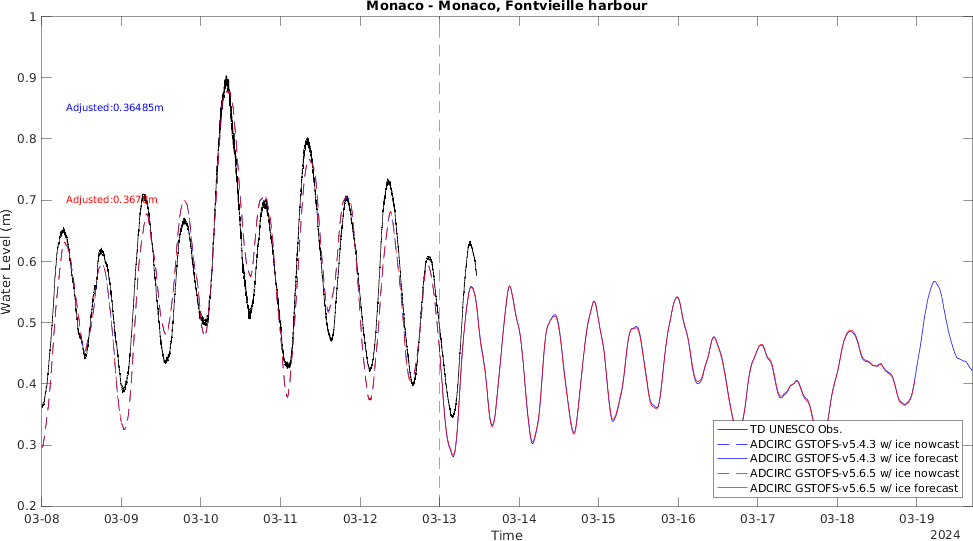 Monaco - Monaco, Fontvieille harbour
1
0.9
0.8
0.7
0.6
0.5
0.4
0.3
0.2
Water Level (m)
Adjusted:0.36485m
Adjusted:
TD UNESCO Obs.
ADCIRC GSTOFS-v5.4.3 w/ ice nowcast
ADCIRC GSTOFS-v5.4.3 w/ ice forecast
ADCIRC GSTOFS-v5.6.5 w/ ice nowcast
ADCIRC GSTOFS-v5.6.5 w/ ice forecast
03-08 03-09 03-10 03-11 03-12 03-13 03-14 03-15 03-16 03-17 03-18 03-19
Time
2024